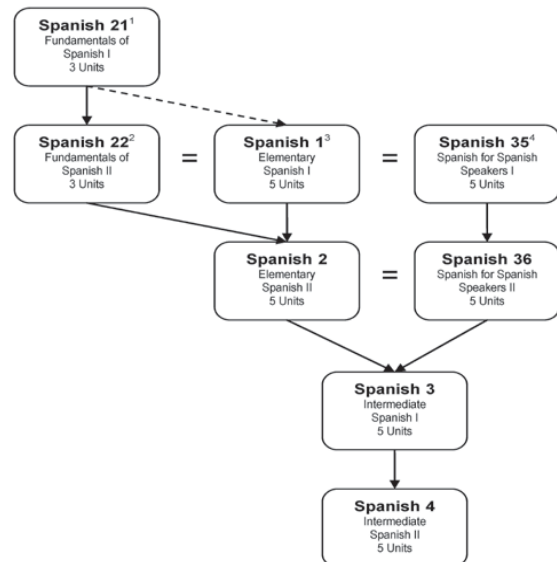 Spanish 21¹
Fundamentals of
Spanish I
3 Units
Spanish 22²
Fundamentals of
Spanish II
3 Units
=
Spanish 1³
Elementary
Spanish I
5 Units
=
Spanish 35⁴
Spanish for Spanish
Speakers I
5 Units
Spanish 2
Elementary
Spanish II
5 Units
=
Spanish 36
Spanish for Spanish
Speakers II
5 Units
Spanish 3
Intermediate
Spanish I
5 Units
Spanish 4
Intermediate
Spanish II
5 Units